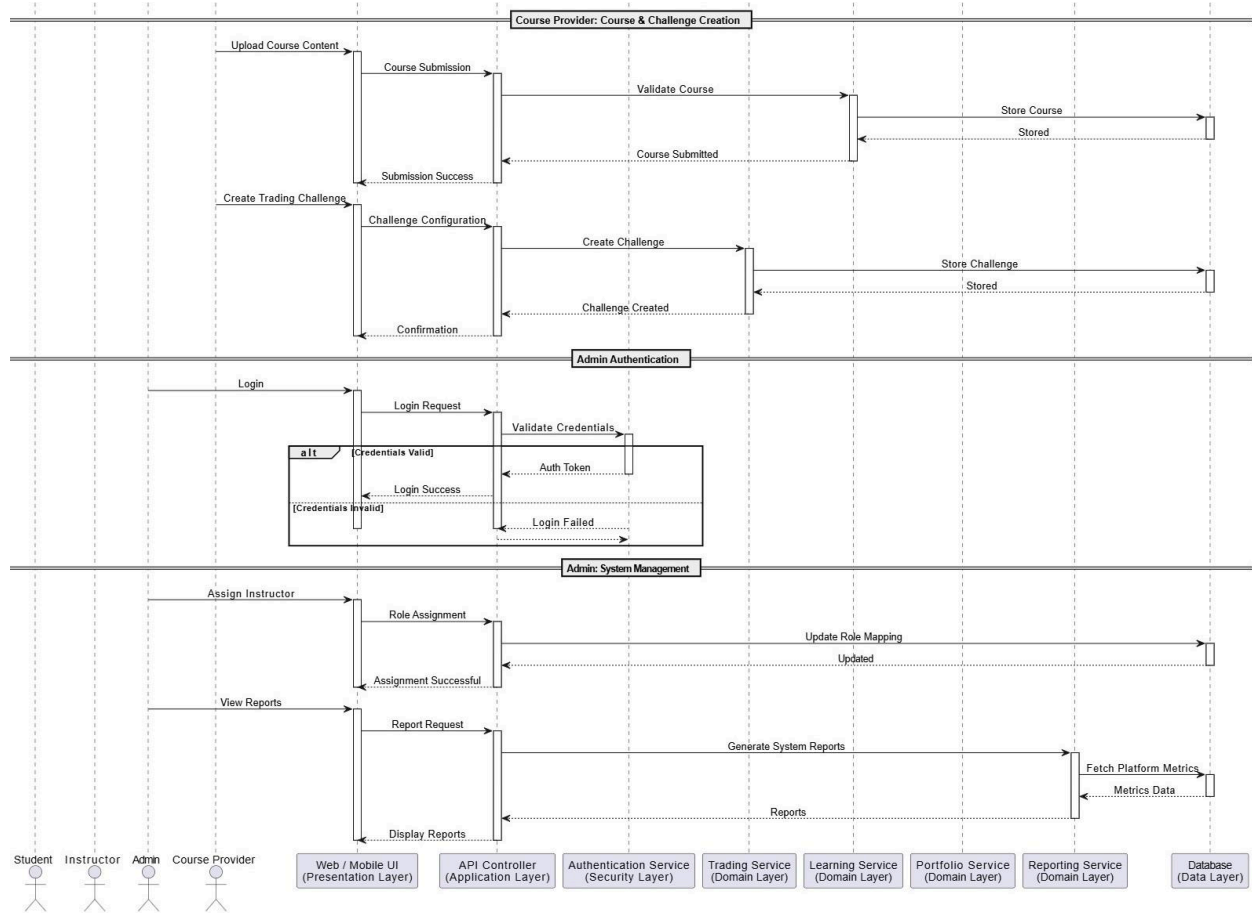 Course Provider: Course & Challenge Creation
Upload Course Content
Course Submission
Validate Course
Store Course
Stored
Course Submitted
Submission Success
Create Trading Challenge
Challenge Configuration
Create Challenge
Store Challenge
Stored
Challenge Created
Confirmation
Admin Authentication
Login
Login Request
Validate Credentials
alt [Credentials Valid]
Auth Token
Login Success
[Credentials Invalid]
Login Failed
Admin: System Management
Assign Instructor
Role Assignment
Update Role Mapping
Updated
Assignment Successful
View Reports
Report Request
Generate System Reports
Fetch Platform Metrics
Metrics Data
Reports
Display Reports
Student
Instructor
Admin
Course Provider
Web / Mobile UI
(Presentation Layer)
API Controller
(Application Layer)
Authentication Service
(Security Layer)
Trading Service
(Domain Layer)
Learning Service
(Domain Layer)
Portfolio Service
(Domain Layer)
Reporting Service
(Domain Layer)
Database
(Data Layer)